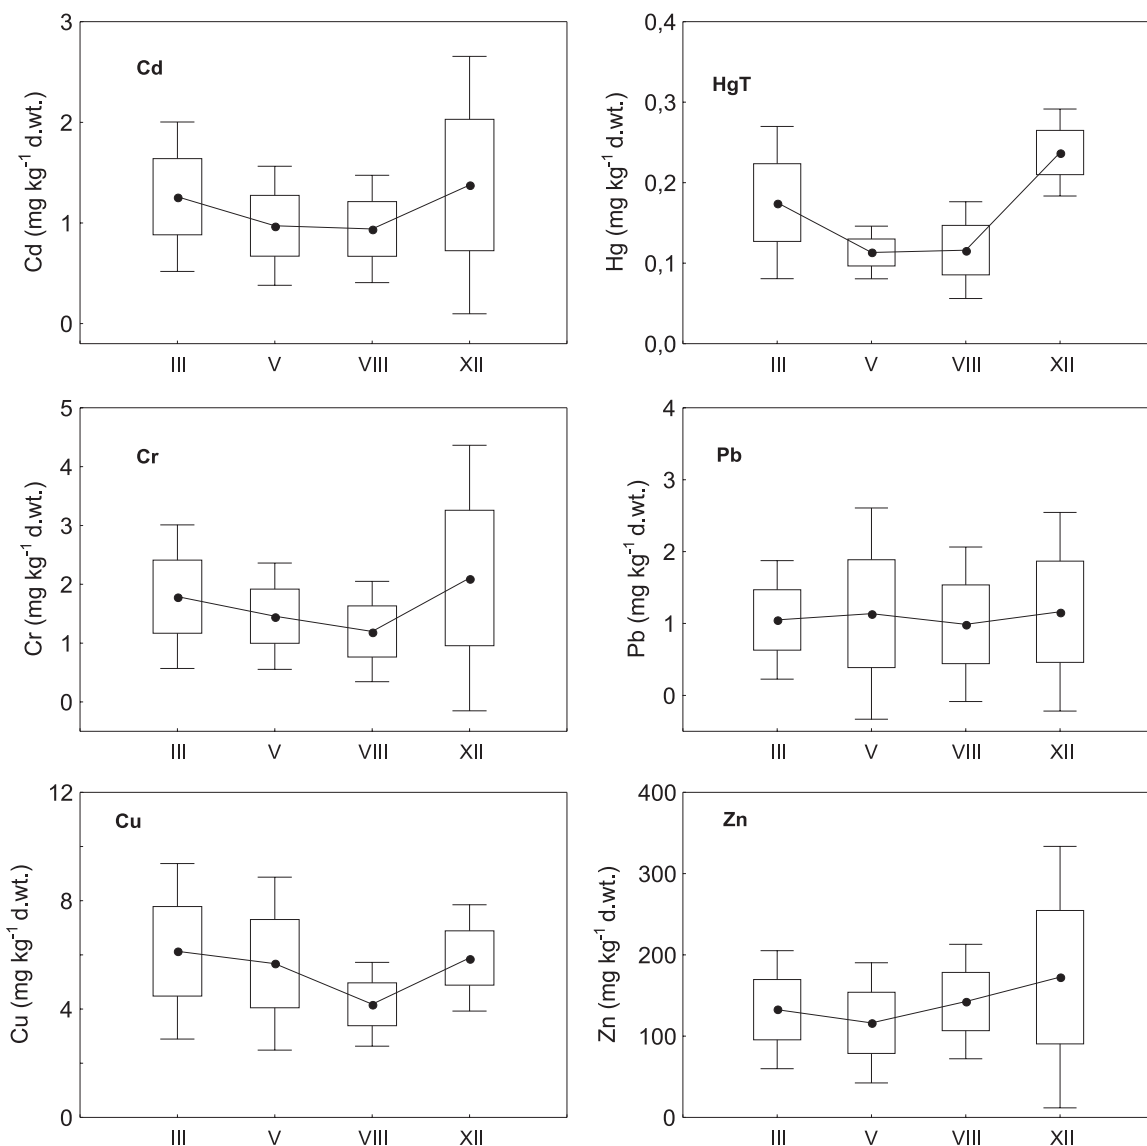 Cd (mg kg⁻¹ d.wt.)
3
2
1
0
Cd
III V VIII XII
Hg (mg kg⁻¹ d.wt.)
0,4
0,3
0,2
0,1
0,0
HgT
III V VIII XII
Cr (mg kg⁻¹ d.wt.)
5
4
3
2
1
0
Cr
III V VIII XII
Pb (mg kg⁻¹ d.wt.)
4
3
2
1
0
Pb
III V VIII XII
Cu (mg kg⁻¹ d.wt.)
12
8
4
0
Cu
III V VIII XII
Zn (mg kg⁻¹ d.wt.)
400
300
200
100
0
Zn
III V VIII XII